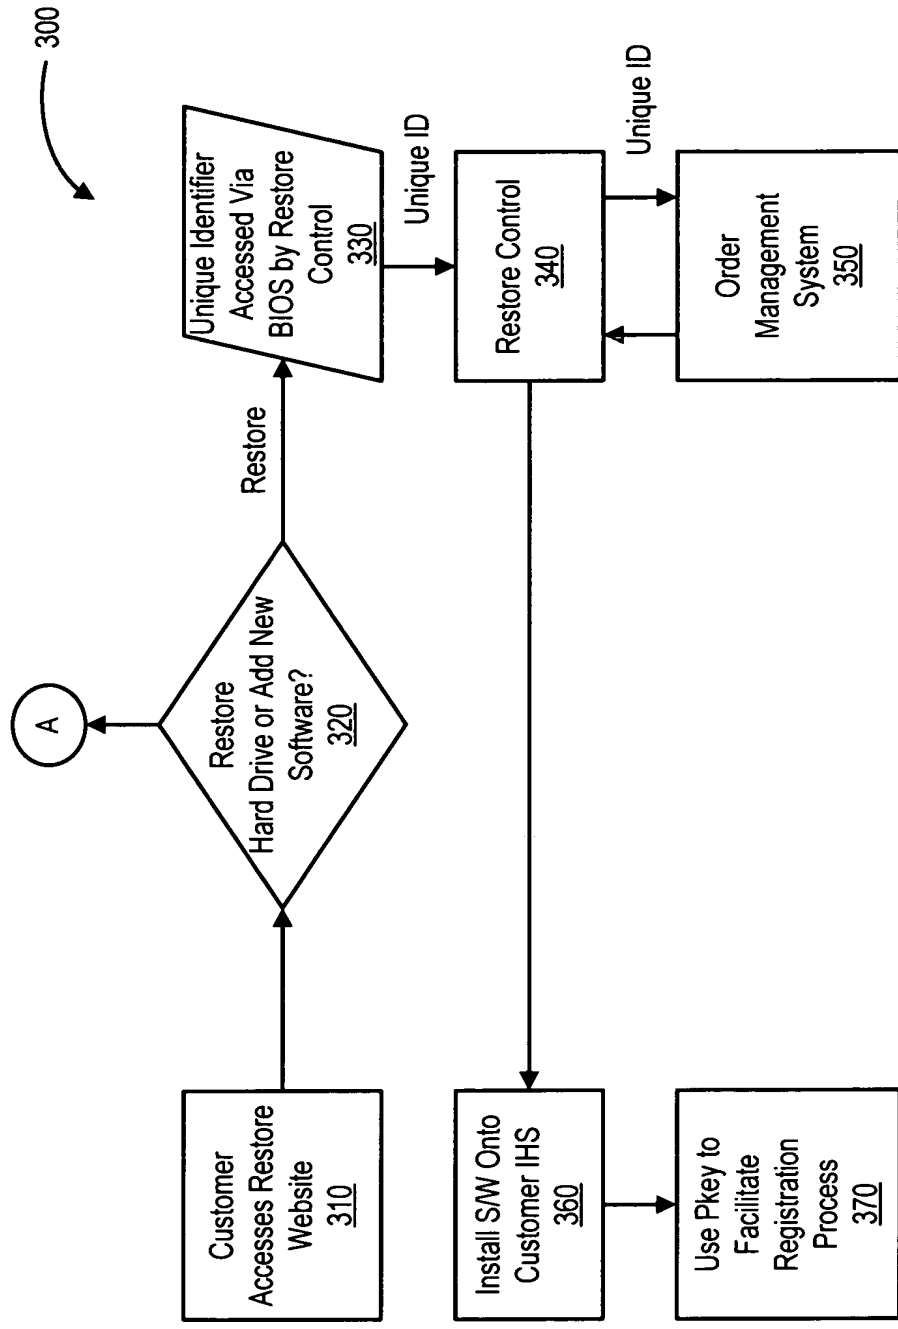 300
A
Customer
Accesses Restore
Website
310
Restore
Hard Drive or Add New
Software?
320
Restore
Unique Identifier
Accessed Via
BIOS by Restore
Control
330
Unique ID
Install S/W Onto
Customer IHS
360
Restore Control
340
Unique ID
Use Pkey to
Facilitate
Registration
Process
370
Order
Management
System
350